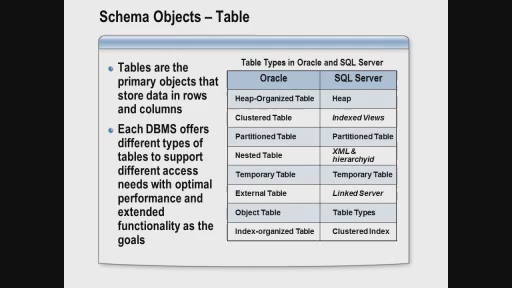 Schema Objects – Table
Tables are the
primary objects that
store data in rows
and columns
Each DBMS offers
different types of
tables to support
different access
needs with optimal
performance and
extended
functionality as the
goals
Table Types in Oracle and SQL Server
Oracle SQL Server
Heap-Organized Table Heap
Clustered Table Indexed Views
Partitioned Table Partitioned Table
Nested Table XML &
hierarchyid
Temporary Table Temporary Table
External Table Linked Server
Object Table Table Types
Index-organized Table Clustered Index